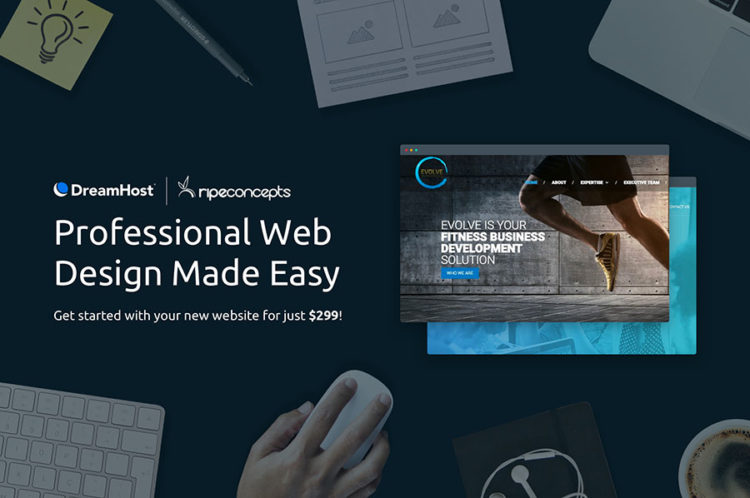 DreamHost
ripeconcepts
Professional Web
Design Made Easy
Get started with your new website for just $299!
EVOLVE
HOME / ABOUT / EXPERTISE / EXECUTIVE TEAM /
EVOLVE IS YOUR
FITNESS BUSINESS
DEVELOPMENT
SOLUTION
WHO WE ARE
CONTACT US